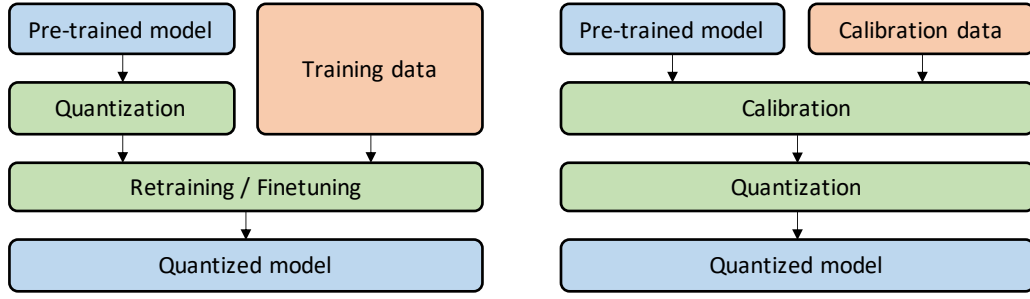 Pre-trained model
Training data
Quantization
Retraining / Finetuning
Quantized model
Pre-trained model
Calibration data
Calibration
Quantization
Quantized model